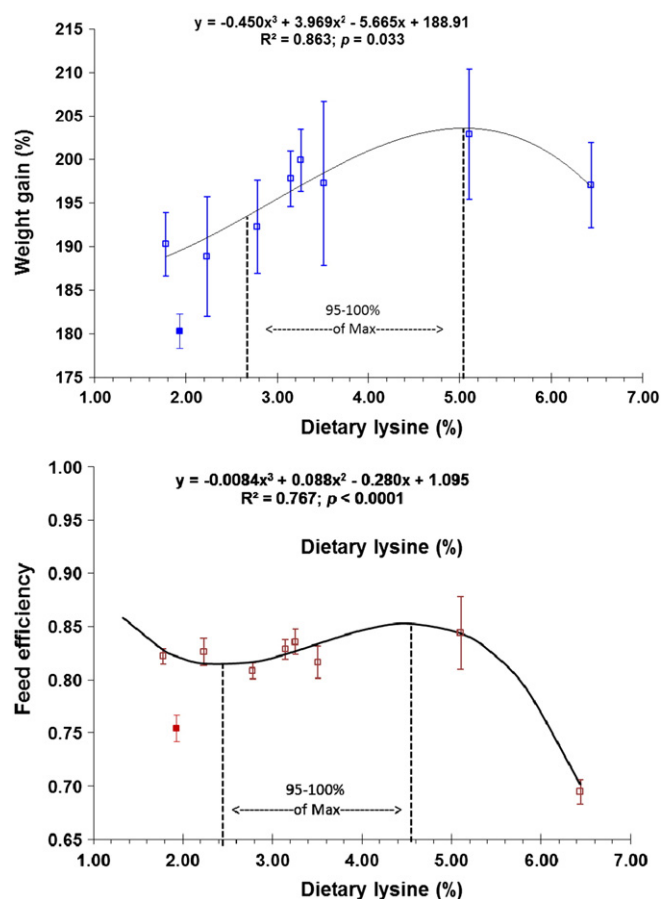 y = -0.450x³ + 3.969x² - 5.665x + 188.91
R² = 0.863; p = 0.033
215
210
205
200
195
190
185
180
175
Weight gain (%)
95-100%
<---------------------->
of Max
1.00 2.00 3.00 4.00 5.00 6.00 7.00
Dietary lysine (%)
y = -0.0084x³ + 0.088x² - 0.280x + 1.095
R² = 0.767; p < 0.0001
Dietary lysine (%)
1.00
0.95
0.90
0.85
0.80
0.75
0.70
0.65
Feed efficiency
95-100%
<----------of Max---------->
1.00 2.00 3.00 4.00 5.00 6.00 7.00
Dietary lysine (%)